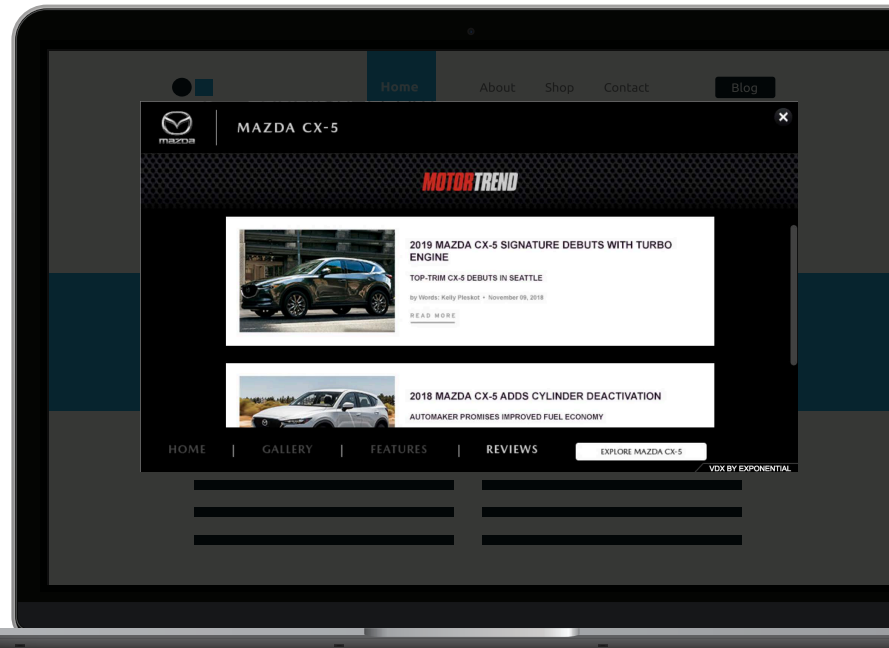 Home
About
Shop
Contact
Blog
mazda
MAZDA CX-5
MOTORTREND
2019 MAZDA CX-5 SIGNATURE DEBUTS WITH TURBO
ENGINE
TOP-TRIM CX-5 DEBUTS IN SEATTLE
by Words: Kelly Pleskot • November 09, 2018
READ MORE
2018 MAZDA CX-5 ADDS CYLINDER DEACTIVATION
AUTOMAKER PROMISES IMPROVED FUEL ECONOMY
HOME | GALLERY | FEATURES | REVIEWS
EXPLORE MAZDA CX-5
VDX BY EXPONENTIAL